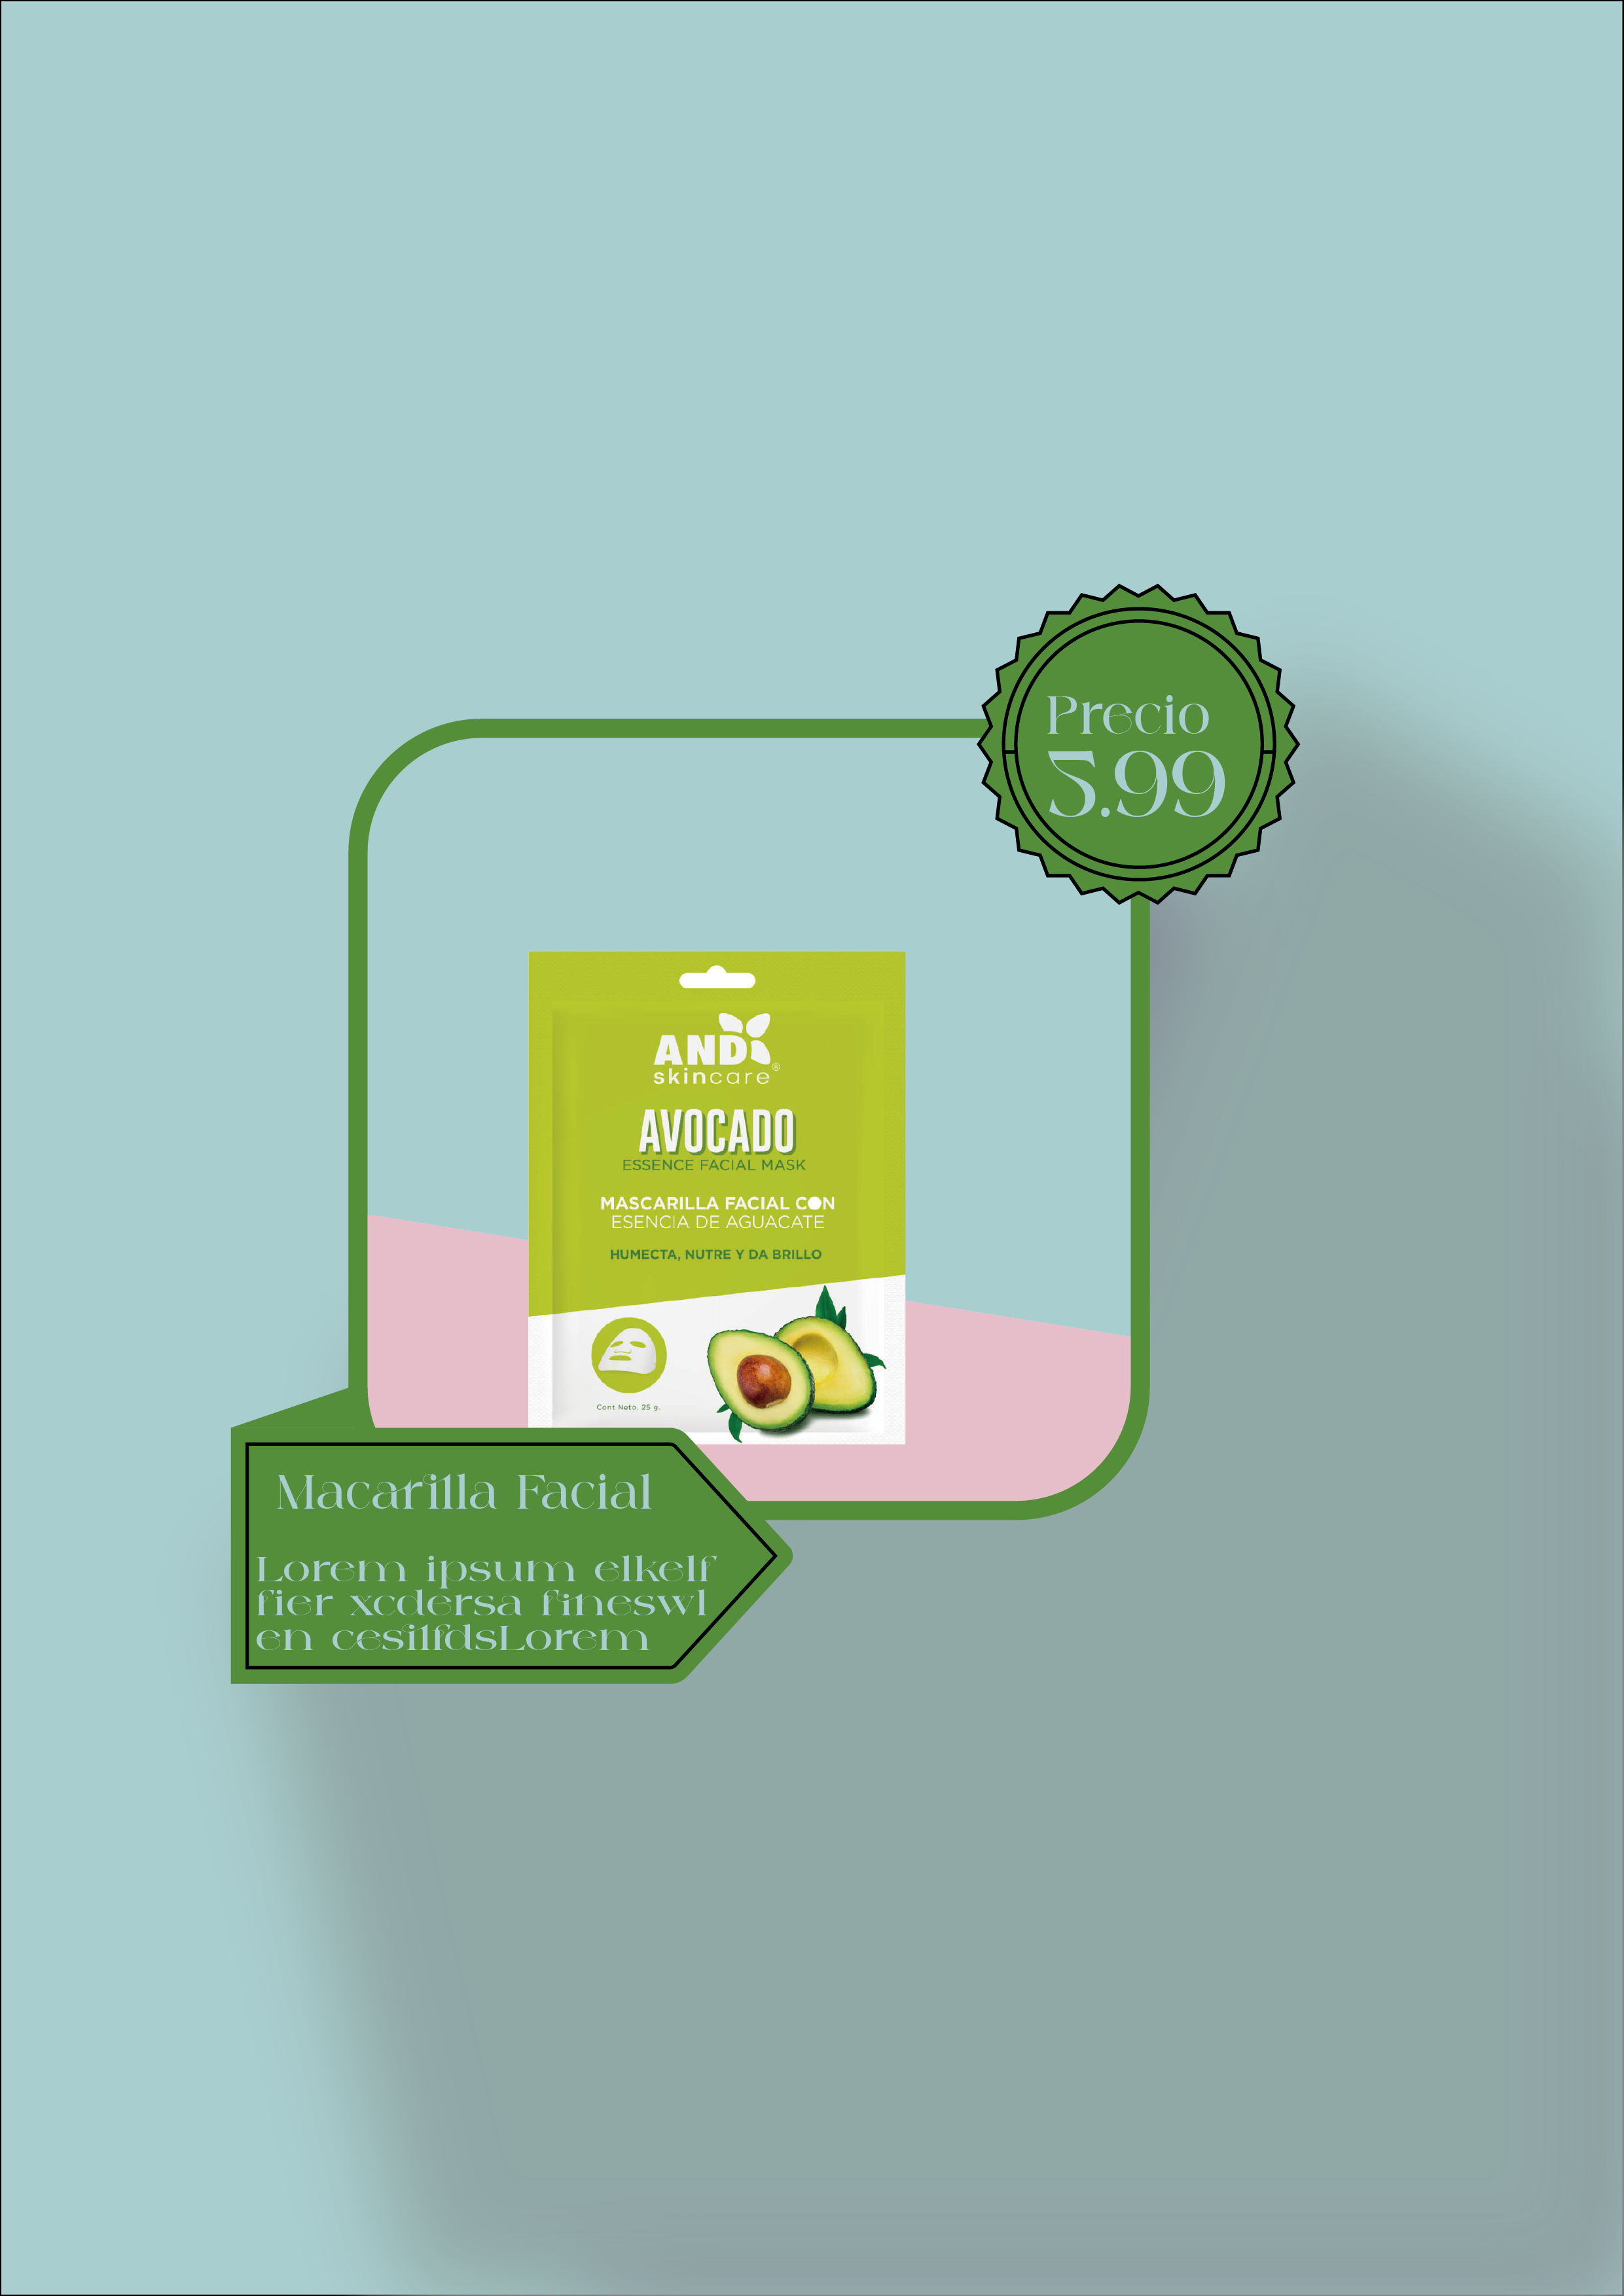 Precio
5.99
AND
skincare®
AVOCADO
ESSENCE FACIAL MASK
MASCARILLA FACIAL CON
ESENCIA DE AGUACATE
HUMECTA, NUTRE Y DA BRILLO
Cont Neto. 25 g.
Macarilla Facial
Lorem ipsum elkelf
fier xcdersa fineswl
en cesilfdsLorem